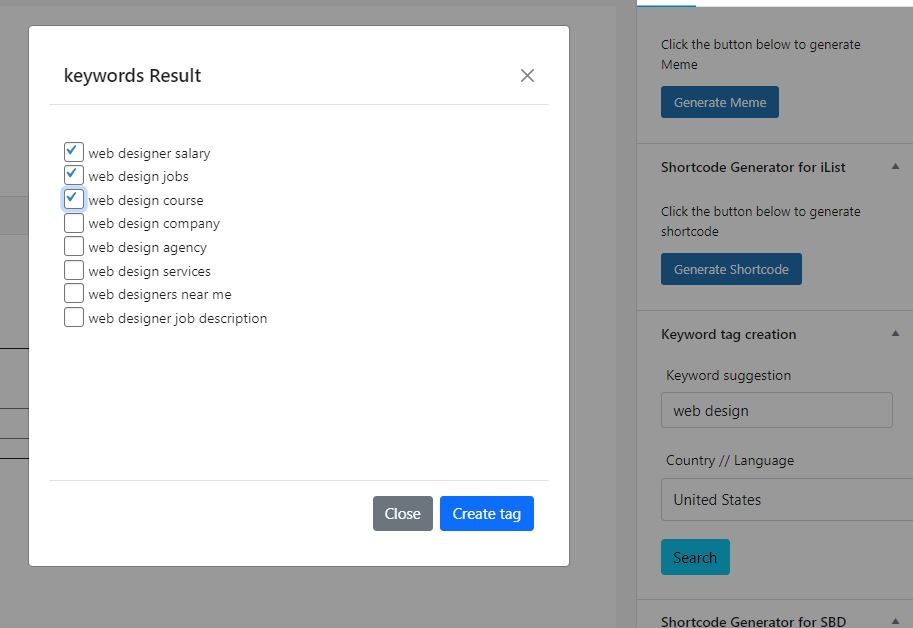 keywords Result
web designer salary
web design jobs
web design course
web design company
web design agency
web design services
web designers near me
web designer job description
Close
Create tag
Click the button below to generate
Meme
Generate Meme
Shortcode Generator for iList
Click the button below to generate
shortcode
Generate Shortcode
Keyword tag creation
Keyword suggestion
web design
Country // Language
United States
Search
Shortcode Generator for SBD